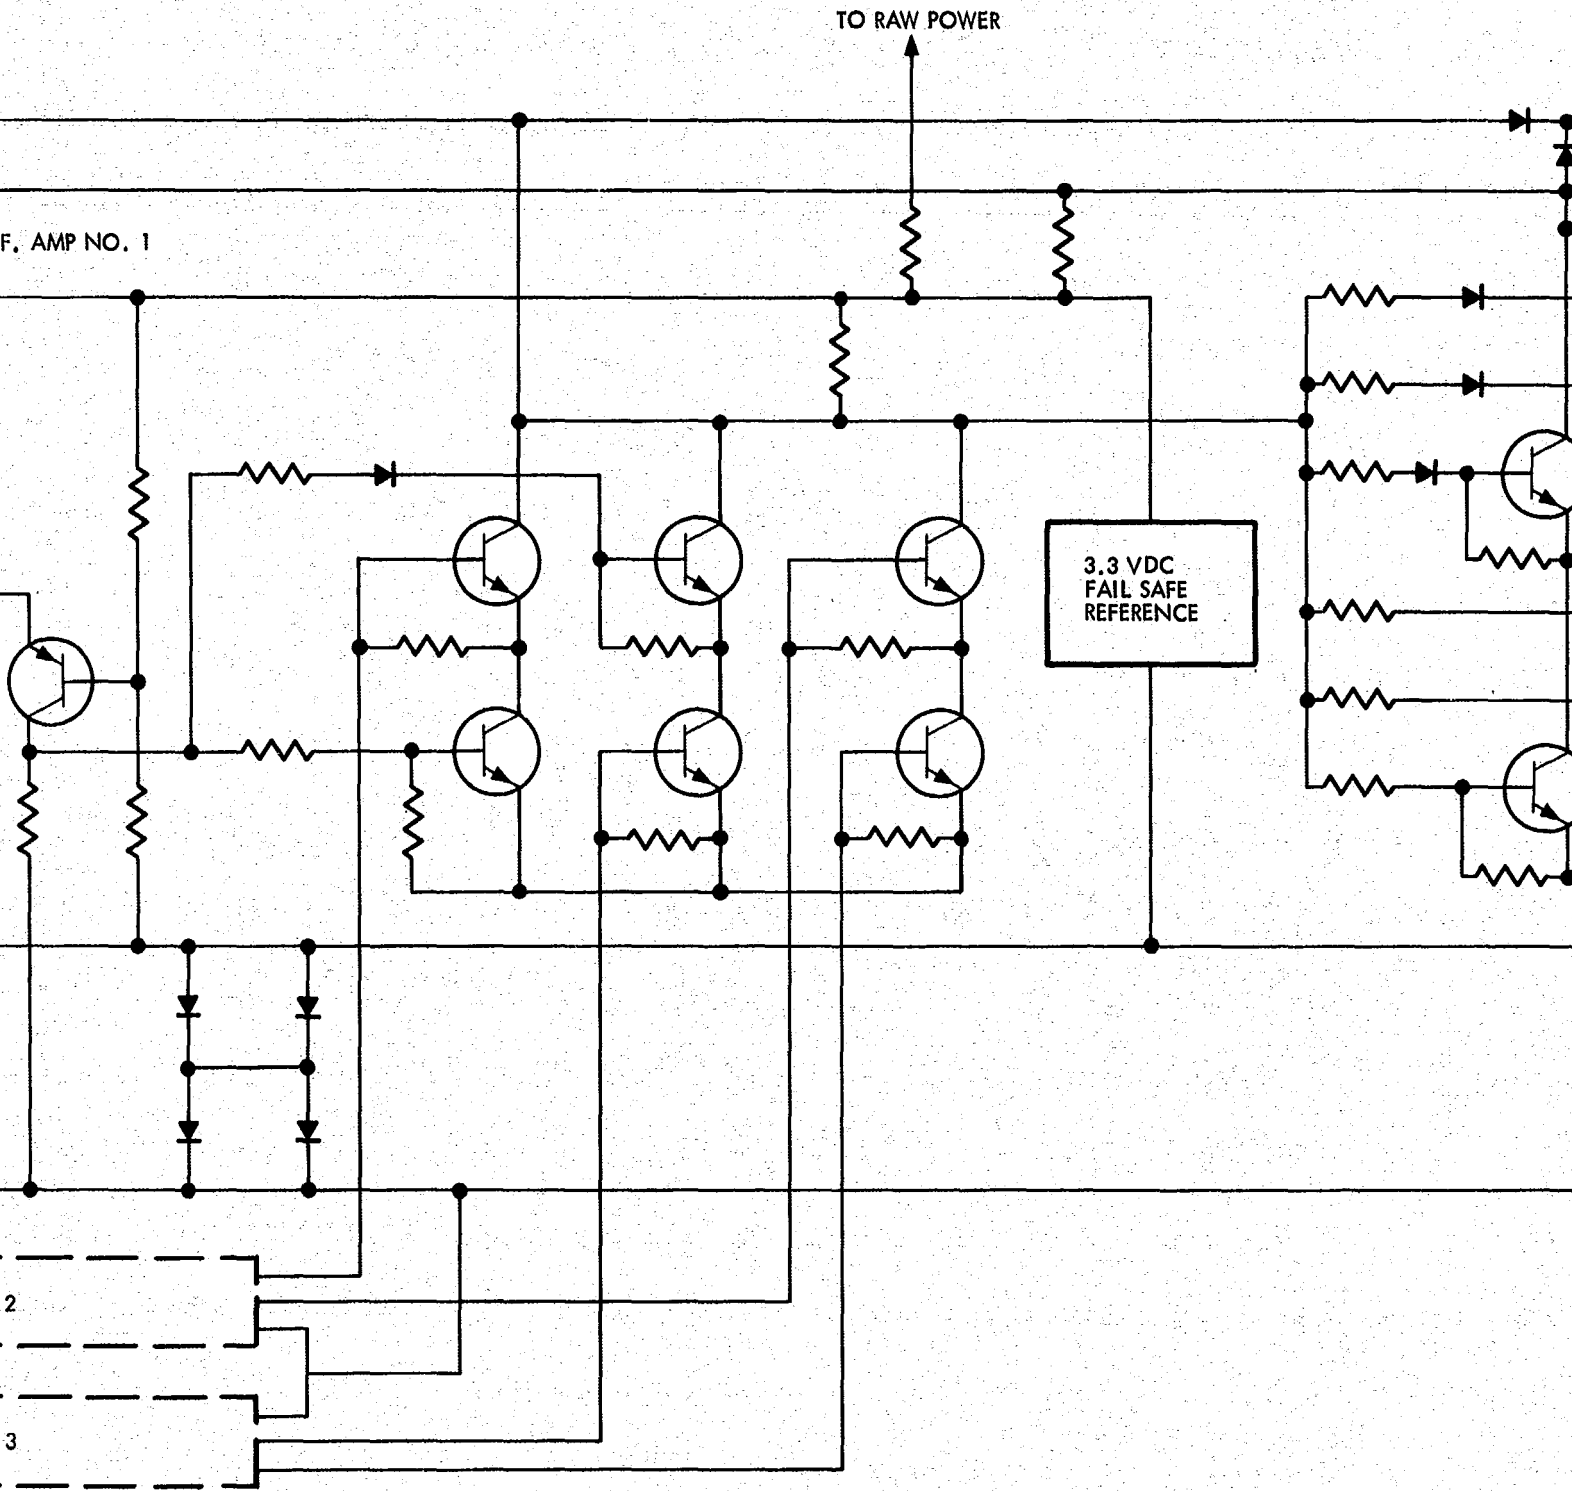 TO RAW POWER
F. AMP NO. 1
3.3 VDC
FAIL SAFE
REFERENCE
2
3